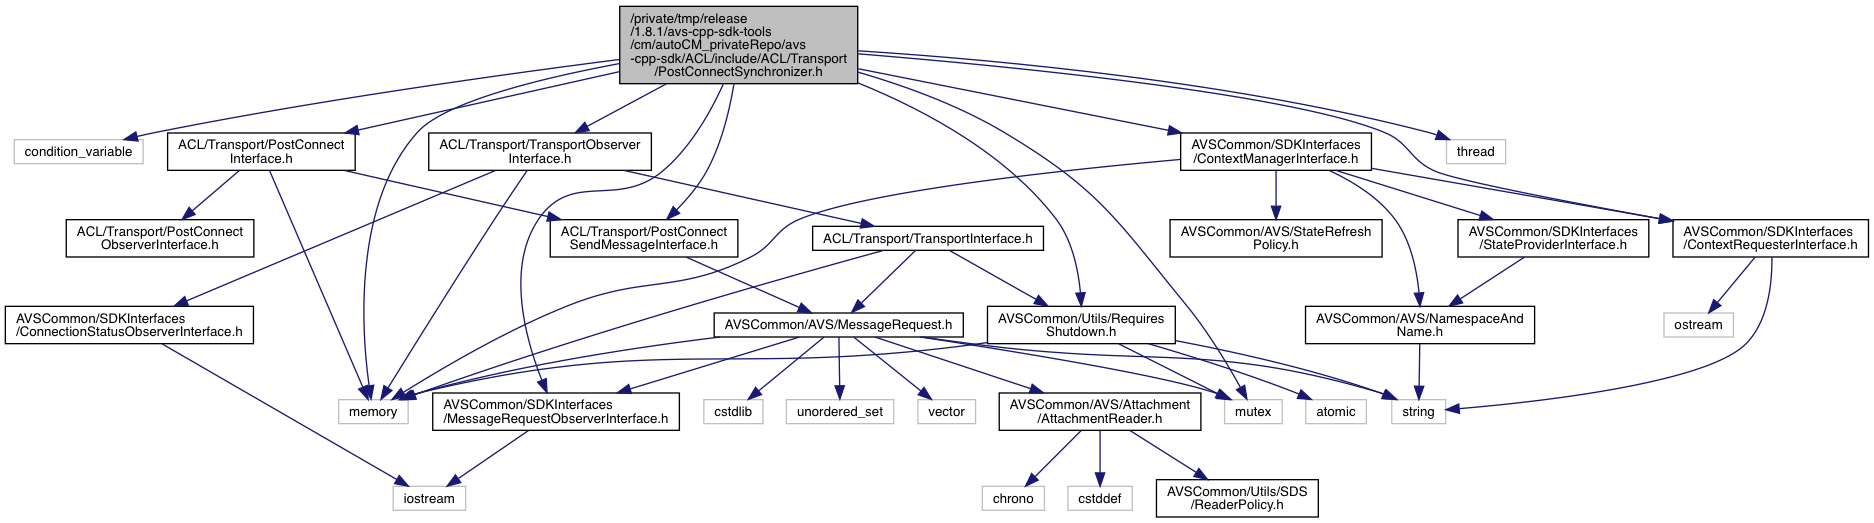 /private/tmp/release
/1.8.1/avs-cpp-sdk-tools
/cm/autoCM_privateRepo/avs
-cpp-sdk/ACL/include/ACL/Transport
/PostConnectSynchronizer.h
condition_variable
ACL/Transport/PostConnect
Interface.h
ACL/Transport/TransportObserver
Interface.h
AVSCommon/SDKInterfaces
/ContextManagerInterface.h
thread
ACL/Transport/PostConnect
ObserverInterface.h
ACL/Transport/PostConnect
SendMessageInterface.h
ACL/Transport/TransportInterface.h
AVSCommon/AVS/StateRefresh
Policy.h
AVSCommon/SDKInterfaces
/StateProviderInterface.h
AVSCommon/SDKInterfaces
/ContextRequesterInterface.h
AVSCommon/SDKInterfaces
/ConnectionStatusObserverInterface.h
AVSCommon/AVS/MessageRequest.h
AVSCommon/Utils/Requires
Shutdown.h
AVSCommon/AVS/NamespaceAnd
Name.h
ostream
memory
AVSCommon/SDKInterfaces
/MessageRequestObserverInterface.h
cstdlib
unordered_set
vector
AVSCommon/AVS/Attachment
/AttachmentReader.h
mutex
atomic
string
iostream
chrono
cstddef
AVSCommon/Utils/SDS
/ReaderPolicy.h